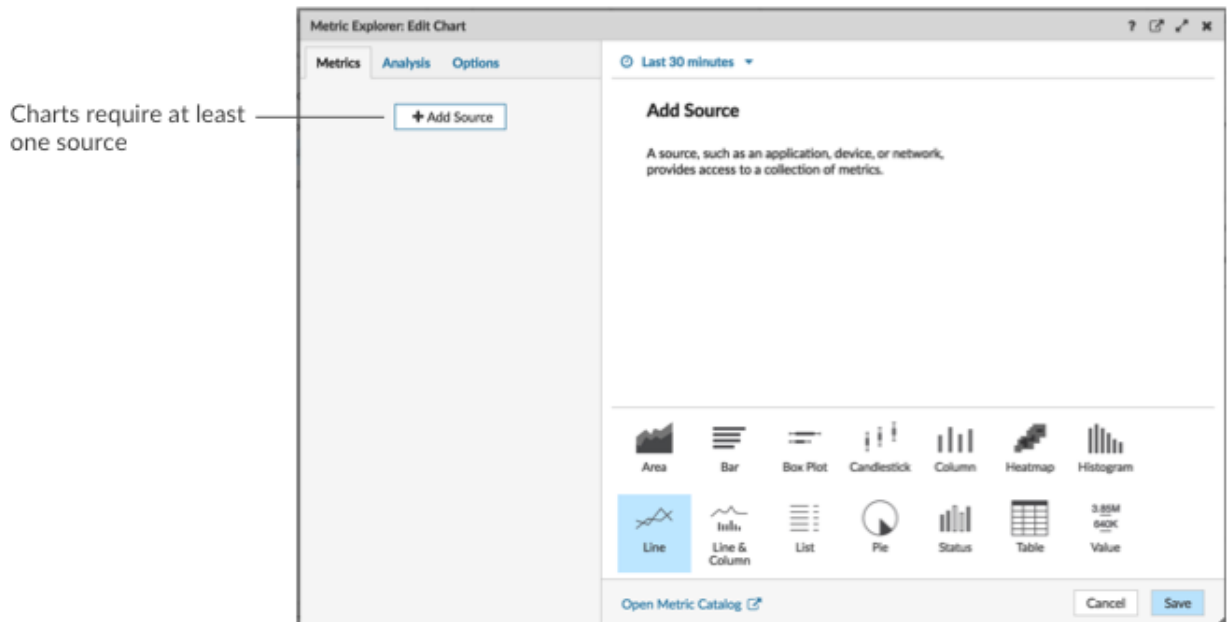 Metric Explorer: Edit Chart
?
Metrics Analysis Options
Last 30 minutes
Charts require at least
one source
+ Add Source
Add Source
A source, such as an application, device, or network,
provides access to a collection of metrics.
Area Bar Box Plot Candlestick Column Heatmap Histogram
3.85M
640K
Line Line &
Column List Pie Status Table Value
Open Metric Catalog
Cancel Save